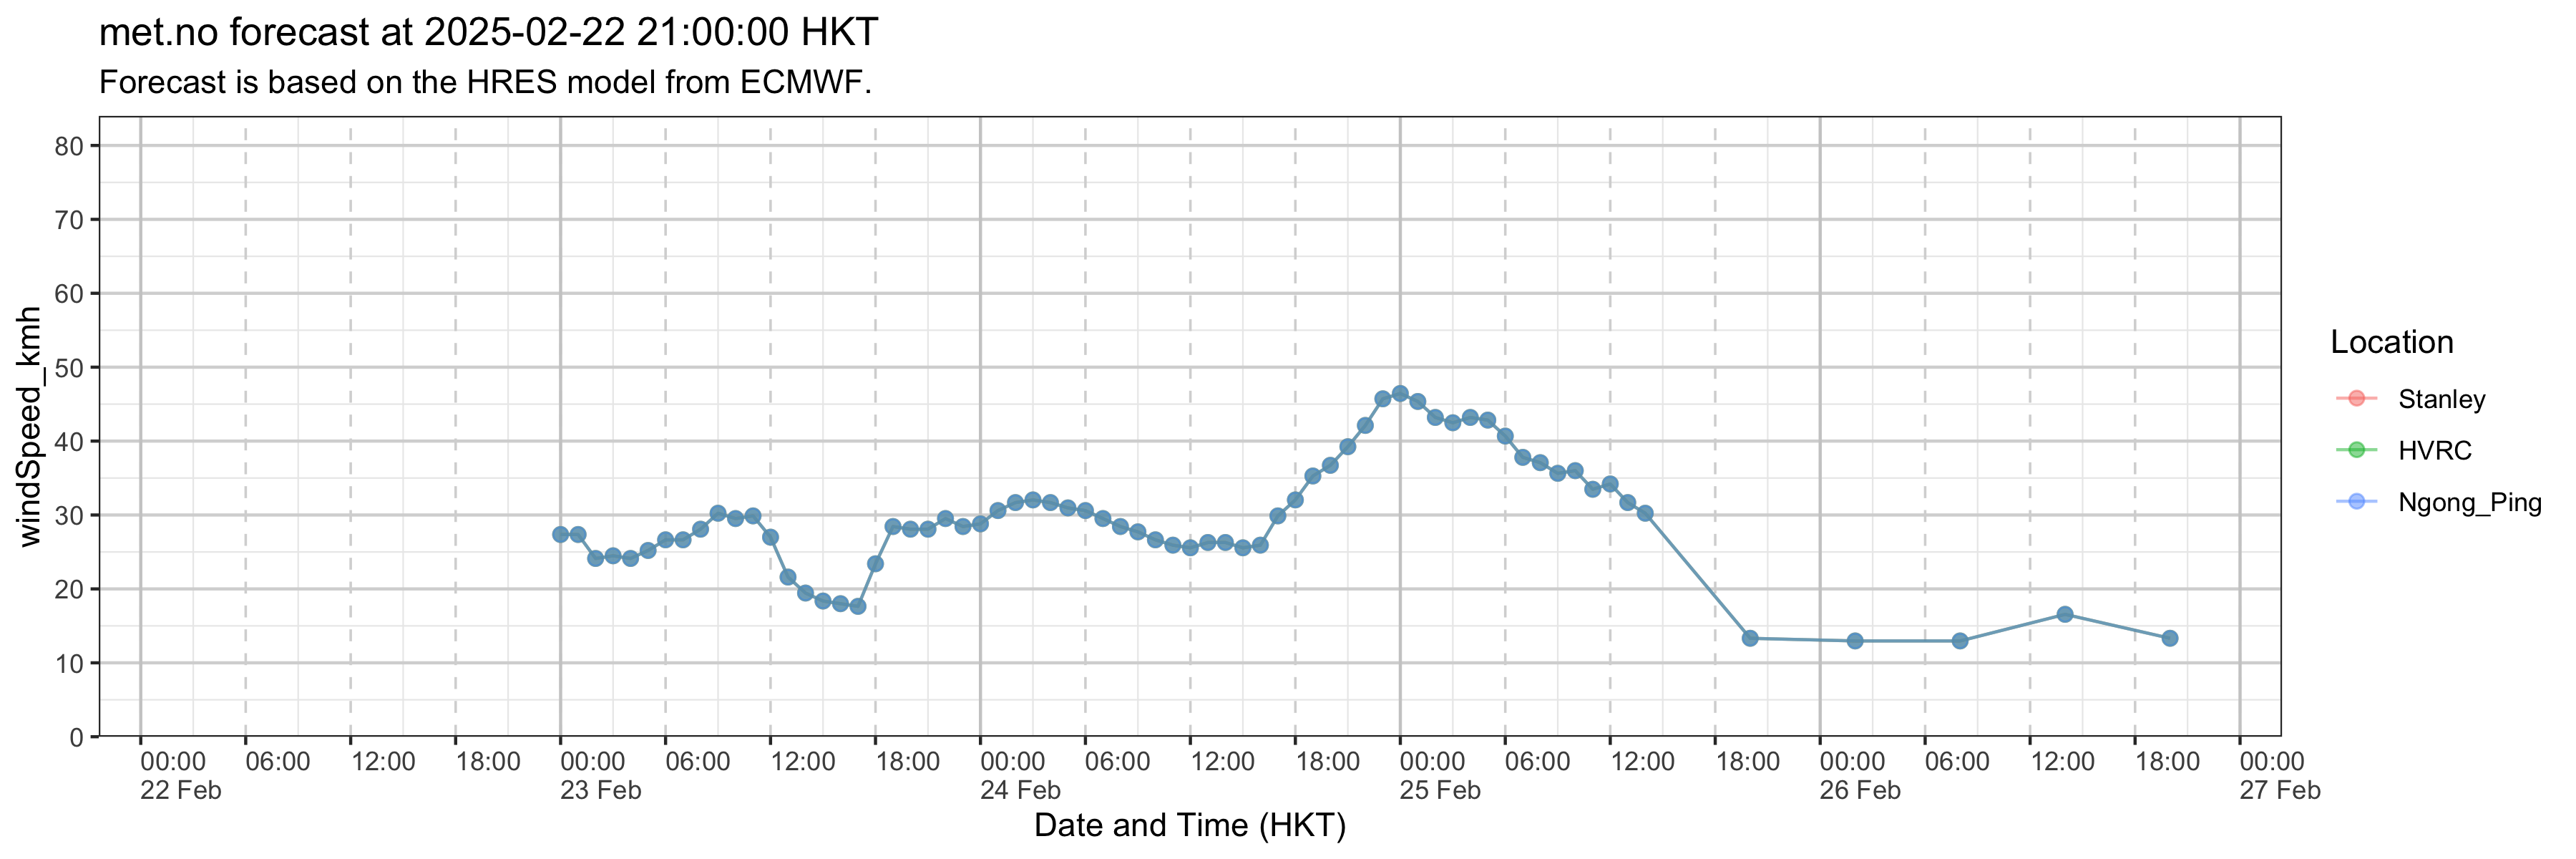 met.no forecast at 2025-02-22 21:00:00 HKT
Forecast is based on the HRES model from ECMWF.
windSpeed_kmh
80
70
60
50
40
30
20
10
0
00:00 06:00 12:00 18:00 00:00 06:00 12:00 18:00 00:00 06:00 12:00 18:00 00:00 06:00 12:00 18:00 00:00 06:00 12:00 18:00 00:00
22 Feb 23 Feb 24 Feb 25 Feb 26 Feb 27 Feb
Date and Time (HKT)
Location
Stanley
HVRC
Ngong_Ping